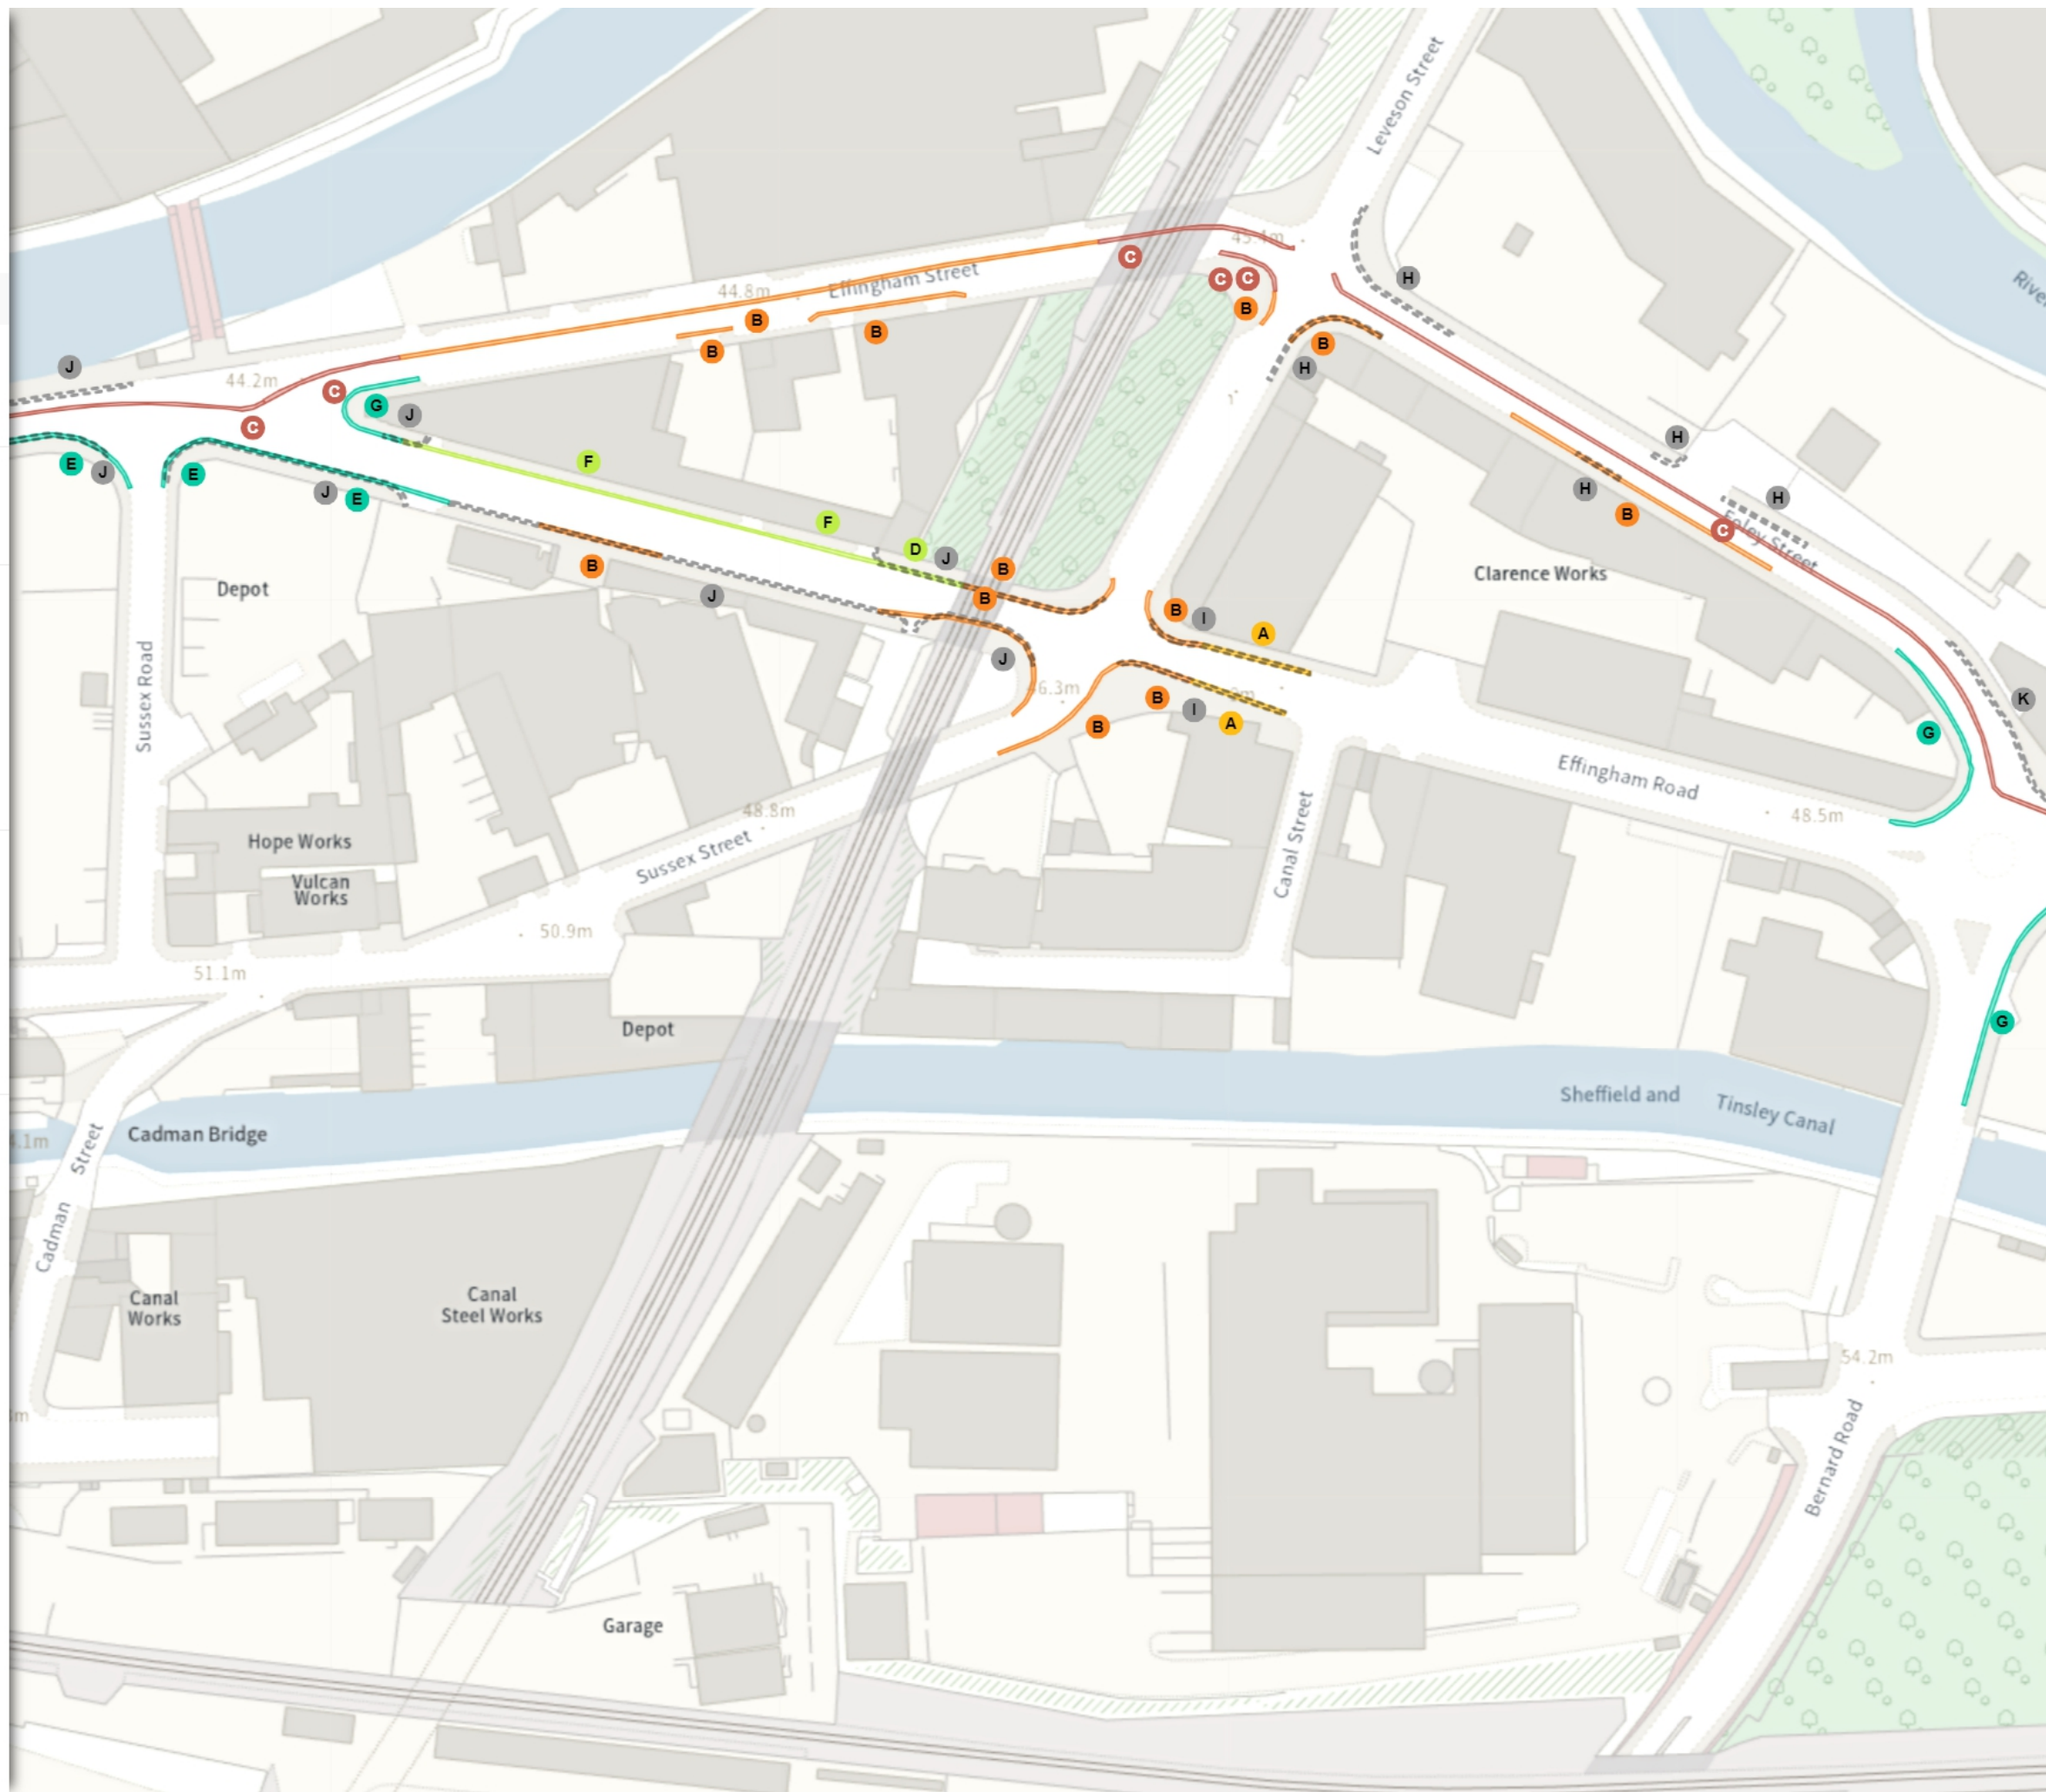 Leveson Street
45.4m
C
C
C
H
Effingham Street
44.8m
B
B
B
B
B
H
J
44.2m
C
C
G
J
River
E
J
E
J
E
F
F
D
J
B
B
B
J
J
H
H
H
B
C
Foley Street
Clarence Works
Depot
Sussex Road
B
I
A
46.3m
B
B
I
A
K
G
Effingham Road
48.5m
Canal Street
48.8m
Sussex Street
Hope Works
Vulcan
Works
50.9m
51.1m
Depot
G
Sheffield and
Tinsley Canal
Cadman Bridge
Cadman Street
Canal
Works
Canal
Steel Works
54.2m
Bernard Road
Garage